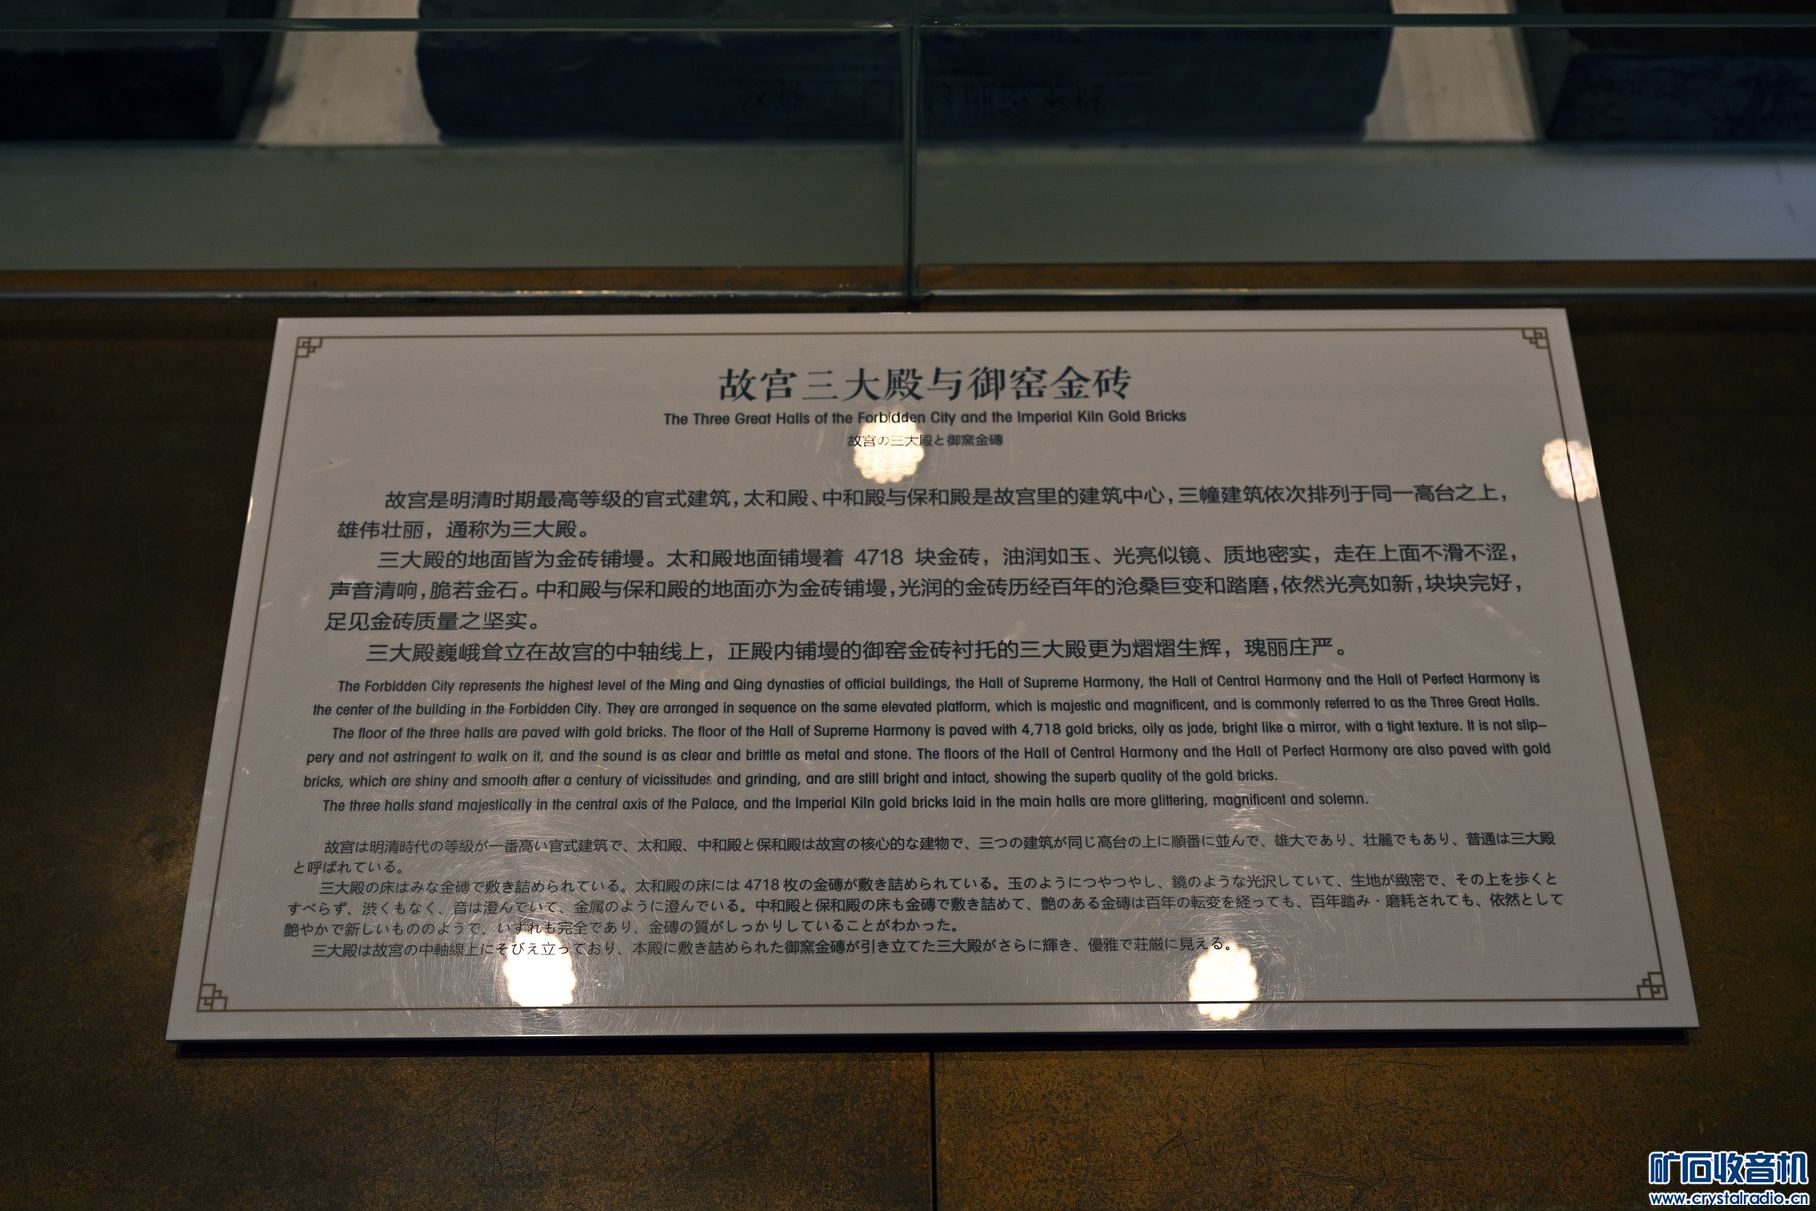 故宫三大殿与御窑金砖
The Three Great Halls of the Forbidden City and the Imperial Kiln Gold Bricks
故宮の三大殿と御窯金磚
故宫是明清时期最高等级的官式建筑，太和殿、中和殿与保和殿是故宫里的建筑中心，三幢建筑依次排列于同一高台之上，
雄伟壮丽，通称为三大殿。
三大殿的地面皆为金砖铺墁。太和殿地面铺墁着 4718 块金砖，油润如玉、光亮似镜、质地密实，走在上面不滑不涩，
声音清响，脆若金石。中和殿与保和殿的地面亦为金砖铺墁，光润的金砖历经百年的沧桑巨变和踏磨，依然光亮如新，块块完好，
足见金砖质量之坚实。
三大殿巍峨耸立在故宫的中轴线上，正殿内铺墁的御窑金砖衬托的三大殿更为熠熠生辉，瑰丽庄严。
The Forbidden City represents the highest level of the Ming and Qing dynasties of official buildings, the Hall of Supreme Harmony, the Hall of Central Harmony and the Hall of Perfect Harmony is
the center of the building in the Forbidden City. They are arranged in sequence on the same elevated platform, which is majestic and magnificent, and is commonly referred to as the Three Great Halls.
The floor of the three halls are paved with gold bricks. The floor of the Hall of Supreme Harmony is paved with 4,718 gold bricks, oily as jade, bright like a mirror, with a tight texture. It is not slip-
pery and not astringent to walk on it, and the sound is as clear and brittle as metal and stone. The floors of the Hall of Central Harmony and the Hall of Perfect Harmony are also paved with gold
bricks, which are shiny and smooth after a century of vicissitudes and grinding, and are still bright and intact, showing the superb quality of the gold bricks.
The three halls stand majestically in the central axis of the Palace, and the Imperial Kiln gold bricks laid in the main halls are more glittering, magnificent and solemn.
故宮は明清時代の等級が一番高い官式建築で、太和殿、中和殿と保和殿は故宮の核心的な建物で、三つの建築が同じ高台の上に順番に並んで、雄大であり、壮麗でもあり、普通は三大殿
と呼ばれている。
三大殿の床はみな金磚で敷き詰められている。太和殿の床には 4718 枚の金磚が敷き詰められている。玉のようにつやつやし、鏡のような光沢していて、生地が緻密で、その上を歩くと
すべらず、渋くもなく、音は澄んでいて、金属のように澄んでいる。中和殿と保和殿の床も金磚で敷き詰めて、艶のある金磚は百年の転変を経っても、百年踏み・磨耗されても、依然として
艶やかで新しいもののようで、いずれも完全であり、金磚の質がしっかりしていることがわかった。
三大殿は故宮の中軸線上にそびえ立っており、本殿に敷き詰められた御窯金磚が引き立てた三大殿がさらに輝き、優雅で荘厳に見える。
矿石收音机
www.crystalradio.cn